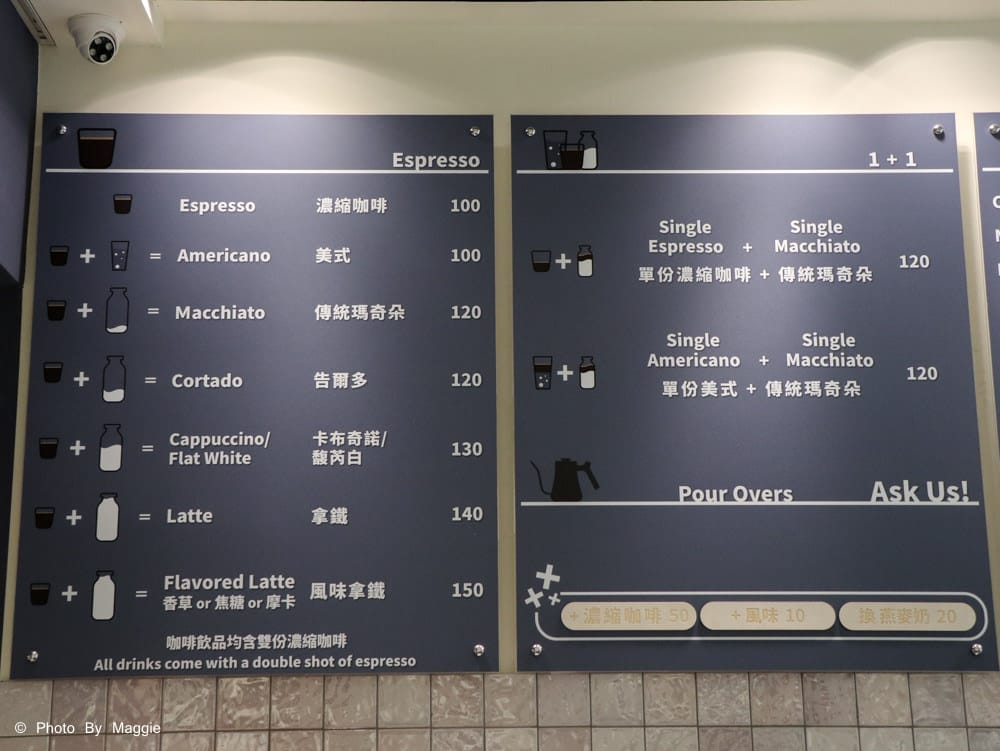 Espresso
Espresso 濃縮咖啡 100
+ = Americano 美式 100
+ = Macchiato 傳統瑪奇朵 120
+ = Cortado 告爾多 120
+ = Cappuccino/ 卡布奇諾/ 130
Flat White 馥芮白
+ = Latte 拿鐵 140
+ = Flavored Latte 風味拿鐵 150
香草 or 焦糖 or 摩卡
咖啡飲品均含雙份濃縮咖啡
All drinks come with a double shot of espresso
1 + 1
Single Single
+ Espresso + Macchiato 120
單份濃縮咖啡 + 傳統瑪奇朵
Single Single
+ Americano + Macchiato 120
單份美式 + 傳統瑪奇朵
Pour Overs Ask Us!
+濃縮咖啡 50 +風味 10 換燕麥奶 20
© Photo By Maggie